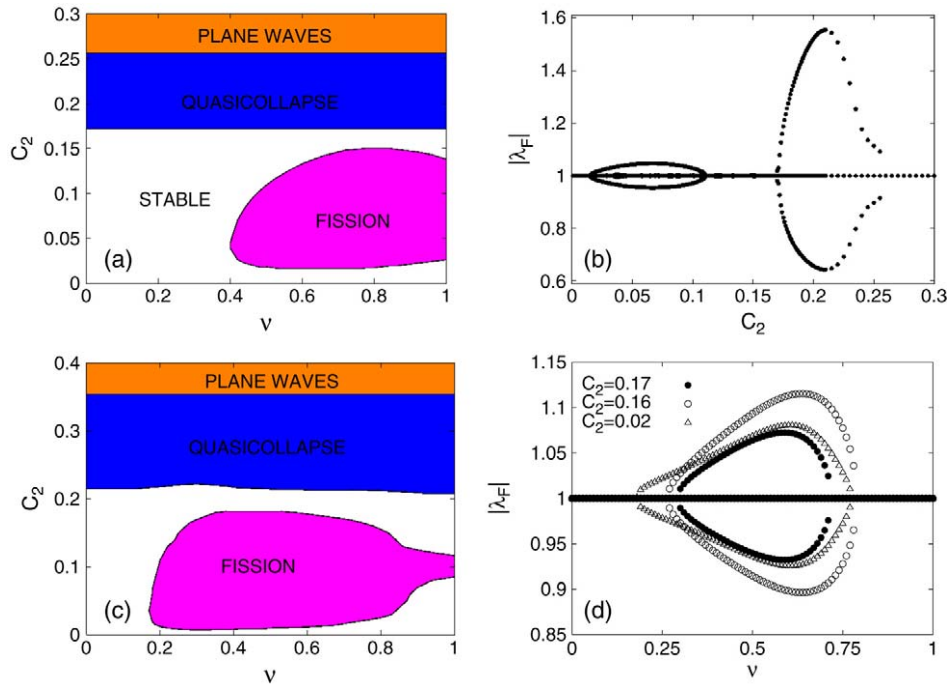 0.3
PLANE WAVES
0.25
QUASICOLLAPSE
0.2
C2
0.15
STABLE
0.1
FISSION
0.05
(a)
0
0 0.2 0.4 0.6 0.8 1
ν
1.6
1.4
1.2
|λF|
1
0.8
(b)
0.6
0 0.05 0.1 0.15 0.2 0.25 0.3
C2
0.4
PLANE WAVES
0.3
QUASICOLLAPSE
C2
0.2
FISSION
0.1
(c)
0
0 0.2 0.4 0.6 0.8 1
ν
1.15
C2=0.17
C2=0.16
1.1
C2=0.02
1.05
|λF|
1
0.95
0.9
(d)
0.85
0 0.25 0.5 0.75 1
ν